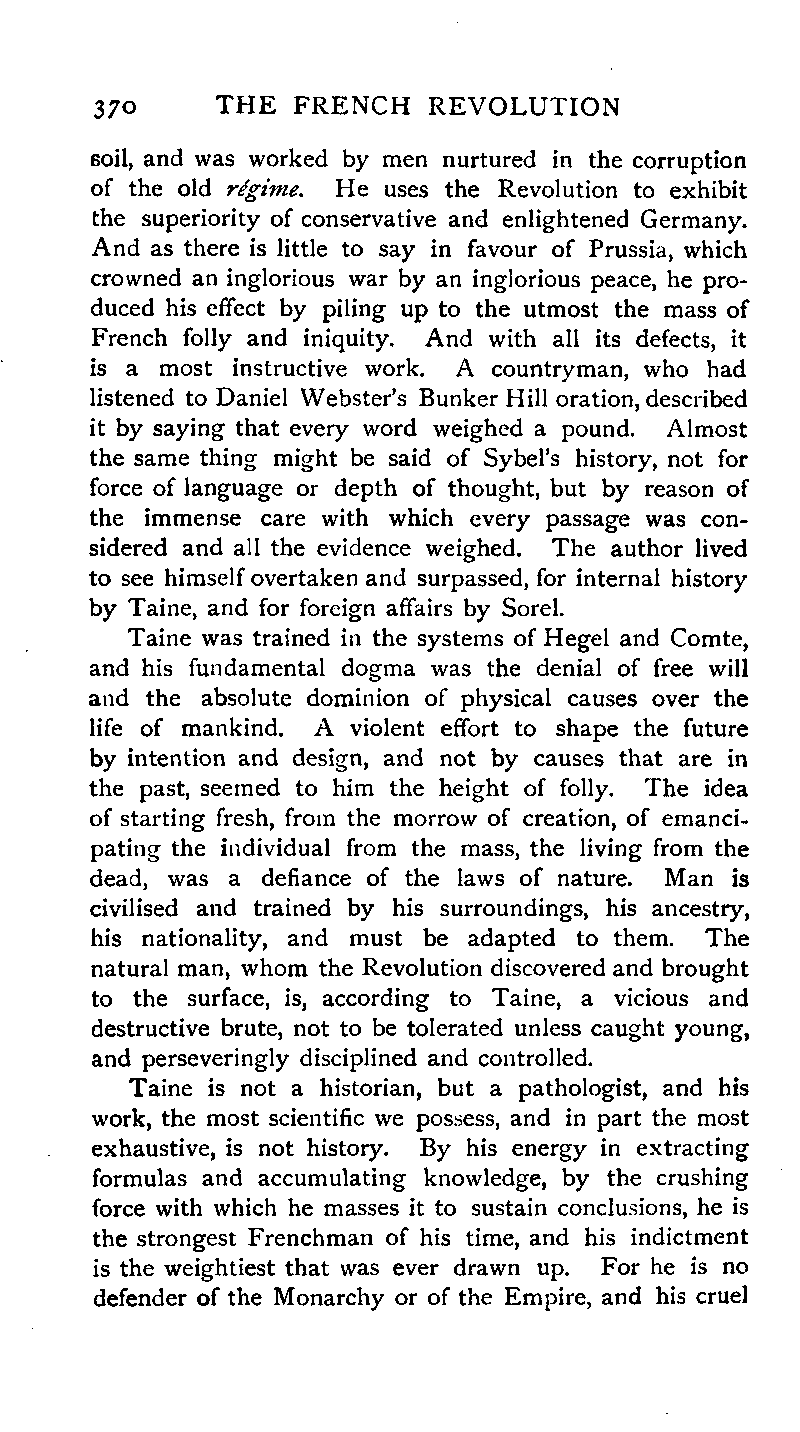 370 THE FRENCH REVOLUTION
soil, and was worked by men nurtured in the corruption
of the old régime. He uses the Revolution to exhibit
the superiority of conservative and enlightened Germany.
And as there is little to say in favour of Prussia, which
crowned an inglorious war by an inglorious peace, he pro-
duced his effect by piling up to the utmost the mass of
French folly and iniquity. And with all its defects, it
is a most instructive work. A countryman, who had
listened to Daniel Webster's Bunker Hill oration, described
it by saying that every word weighed a pound. Almost
the same thing might be said of Sybel's history, not for
force of language or depth of thought, but by reason of
the immense care with which every passage was con-
sidered and all the evidence weighed. The author lived
to see himself overtaken and surpassed, for internal history
by Taine, and for foreign affairs by Sorel.
Taine was trained in the systems of Hegel and Comte,
and his fundamental dogma was the denial of free will
and the absolute dominion of physical causes over the
life of mankind. A violent effort to shape the future
by intention and design, and not by causes that are in
the past, seemed to him the height of folly. The idea
of starting fresh, from the morrow of creation, of emanci-
pating the individual from the mass, the living from the
dead, was a defiance of the laws of nature. Man is
civilised and trained by his surroundings, his ancestry,
his nationality, and must be adapted to them. The
natural man, whom the Revolution discovered and brought
to the surface, is, according to Taine, a vicious and
destructive brute, not to be tolerated unless caught young,
and perseveringly disciplined and controlled.
Taine is not a historian, but a pathologist, and his
work, the most scientific we possess, and in part the most
exhaustive, is not history. By his energy in extracting
formulas and accumulating knowledge, by the crushing
force with which he masses it to sustain conclusions, he is
the strongest Frenchman of his time, and his indictment
is the weightiest that was ever drawn up. For he is no
defender of the Monarchy or of the Empire, and his cruel